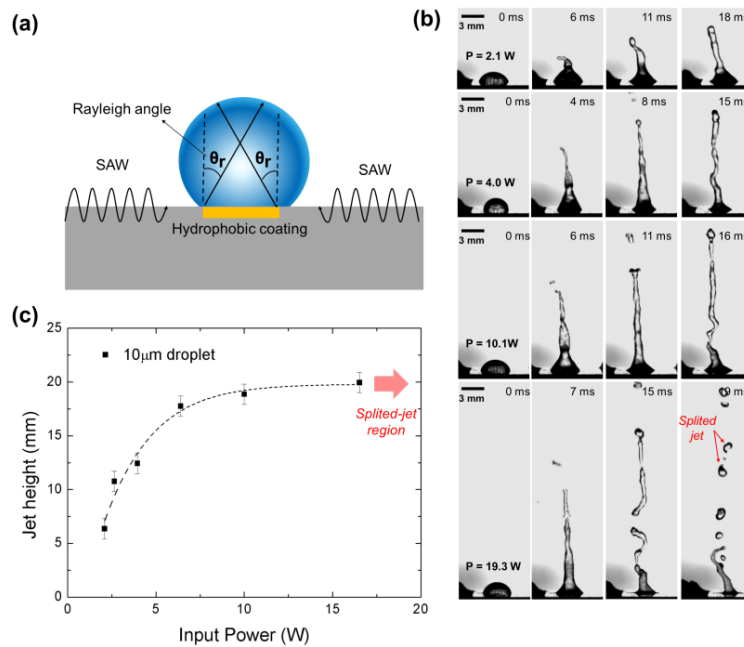 (a)
Rayleigh angle
θr
θr
SAW
SAW
Hydrophobic coating
(b)
0 ms
6 ms
11 ms
18 m
3 mm
P = 2.1 W
0 ms
4 ms
8 ms
15 m
3 mm
P = 4.0 W
0 ms
6 ms
11 ms
16 m
3 mm
P = 10.1W
0 ms
7 ms
15 ms
9 m
3 mm
Splited
jet
P = 19.3 W
(c)
25
20
15
10
5
0
Jet height (mm)
10μm droplet
Splited-jet
region
0
5
10
15
20
Input Power (W)